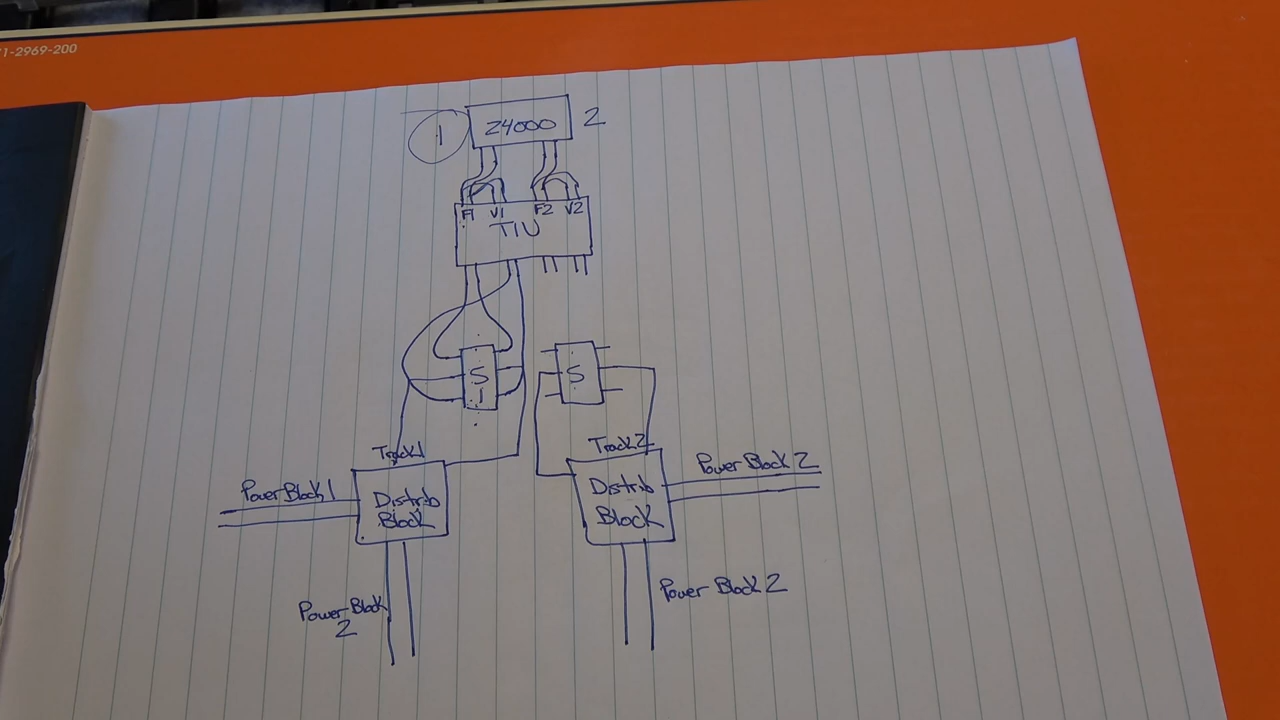 1-2969-200
1
Z4000
2
F1 V1 F2 V2
TIU
S
1
S
Track 1
Track 2
Power Block 1
Distrib
Block
Power Block 2
Distrib
Block
Power Block
2
Power Block 2